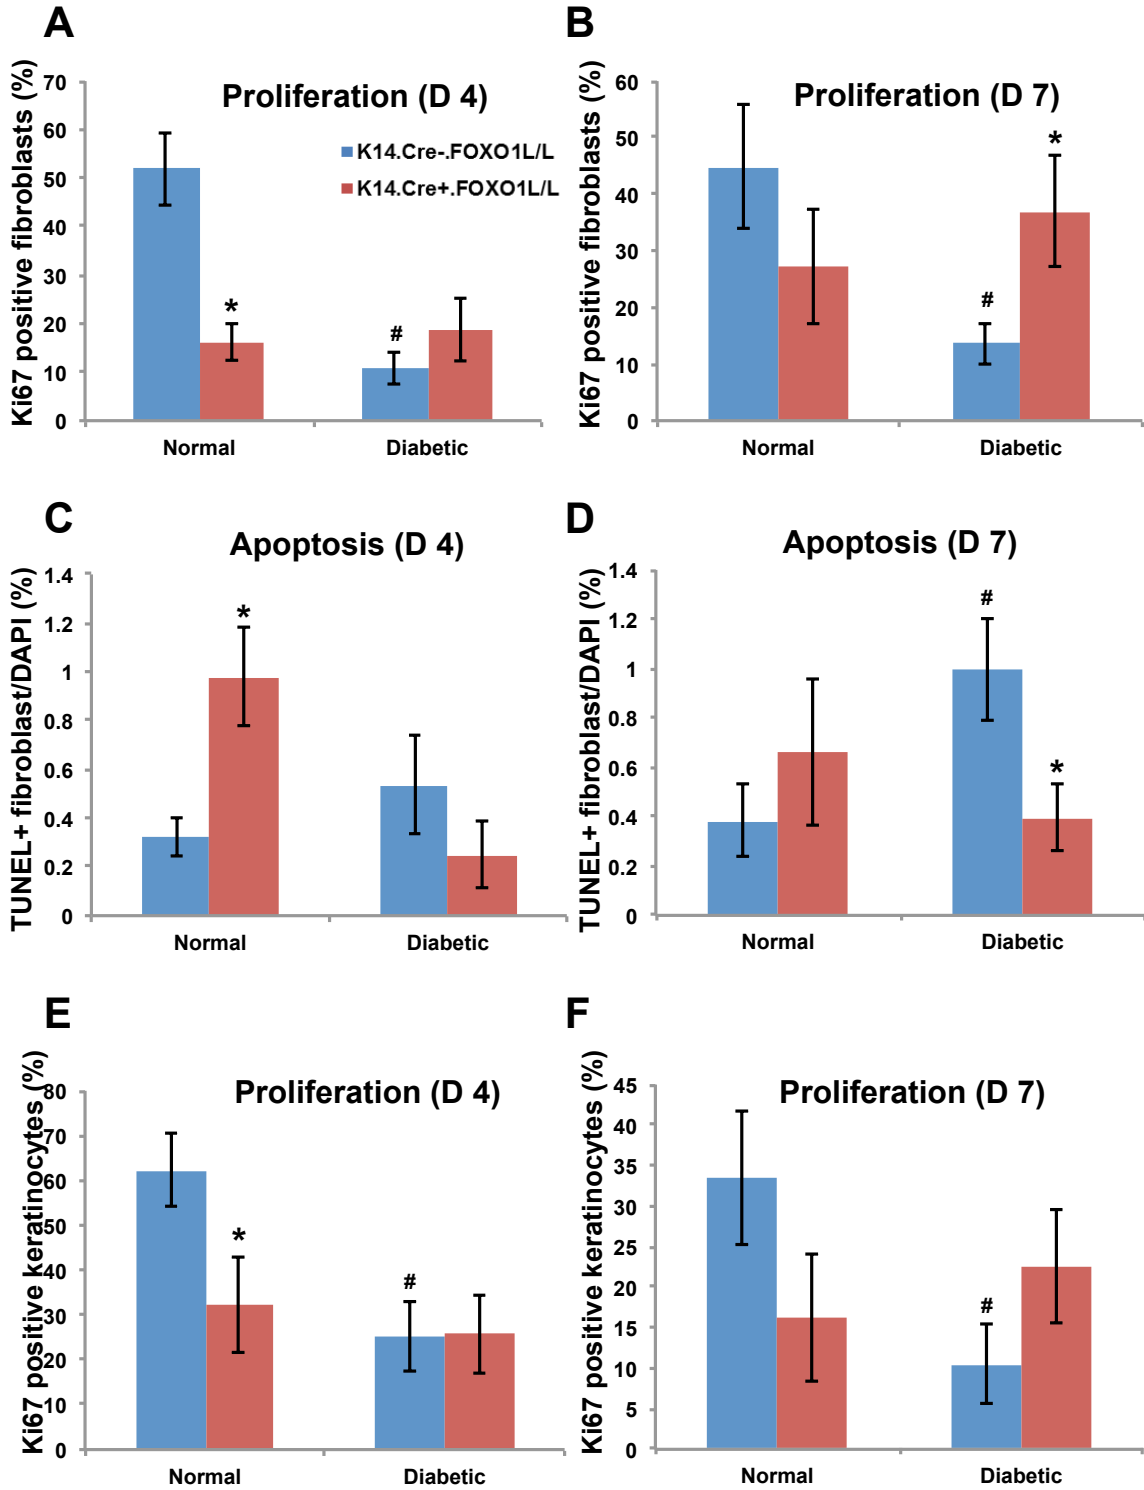 A
Ki67 positive fibroblasts (%)
Proliferation (D 4)
K14.Cre-.FOXO1L/L
K14.Cre+.FOXO1L/L
70
60
50
40
30
20
10
0
*
#
Normal
Diabetic
B
Ki67 positive fibroblasts (%)
Proliferation (D 7)
60
50
40
30
20
10
0
#
*
Normal
Diabetic
C
TUNEL+ fibroblast/DAPI (%)
Apoptosis (D 4)
1.4
1.2
1
0.8
0.6
0.4
0.2
0
*
Normal
Diabetic
D
TUNEL+ fibroblast/DAPI (%)
Apoptosis (D 7)
1.4
1.2
1
0.8
0.6
0.4
0.2
0
#
*
Normal
Diabetic
E
Ki67 positive keratinocytes (%)
Proliferation (D 4)
80
70
60
50
40
30
20
10
0
*
#
Normal
Diabetic
F
Ki67 positive keratinocytes (%)
Proliferation (D 7)
45
40
35
30
25
20
15
10
5
0
#
Normal
Diabetic